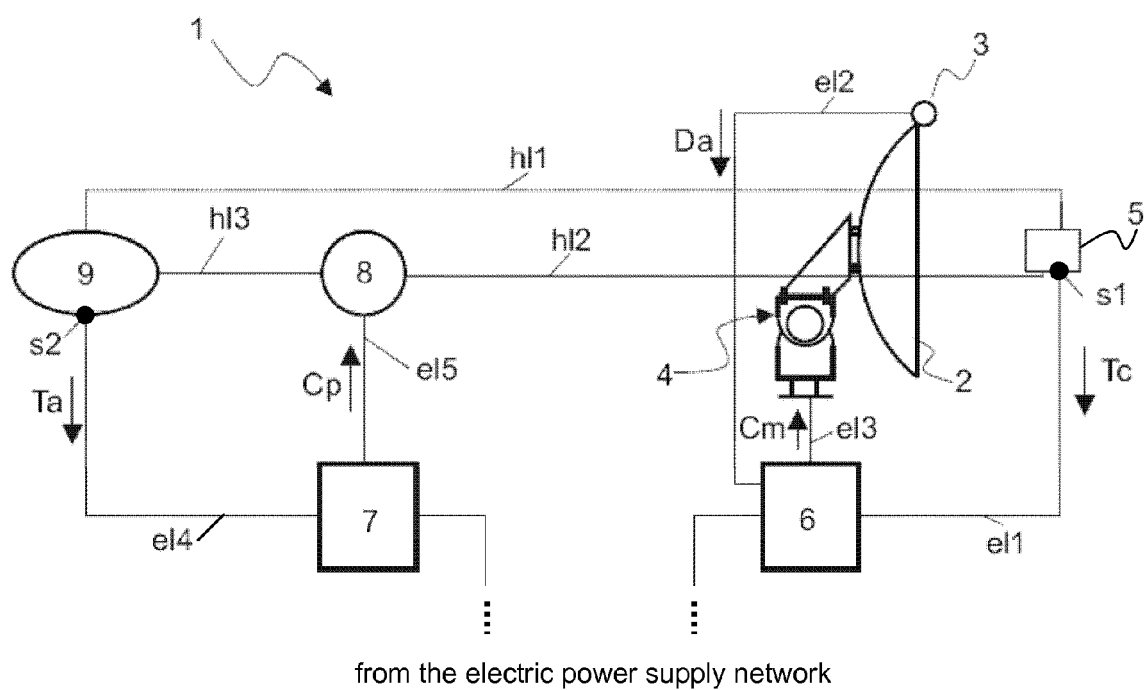 1
3
el2
Da
hl1
5
hl3
hl2
9
8
s1
s2
4
2
Tc
Ta
Cp
el5
Cm
el3
7
6
el4
el1
from the electric power supply network